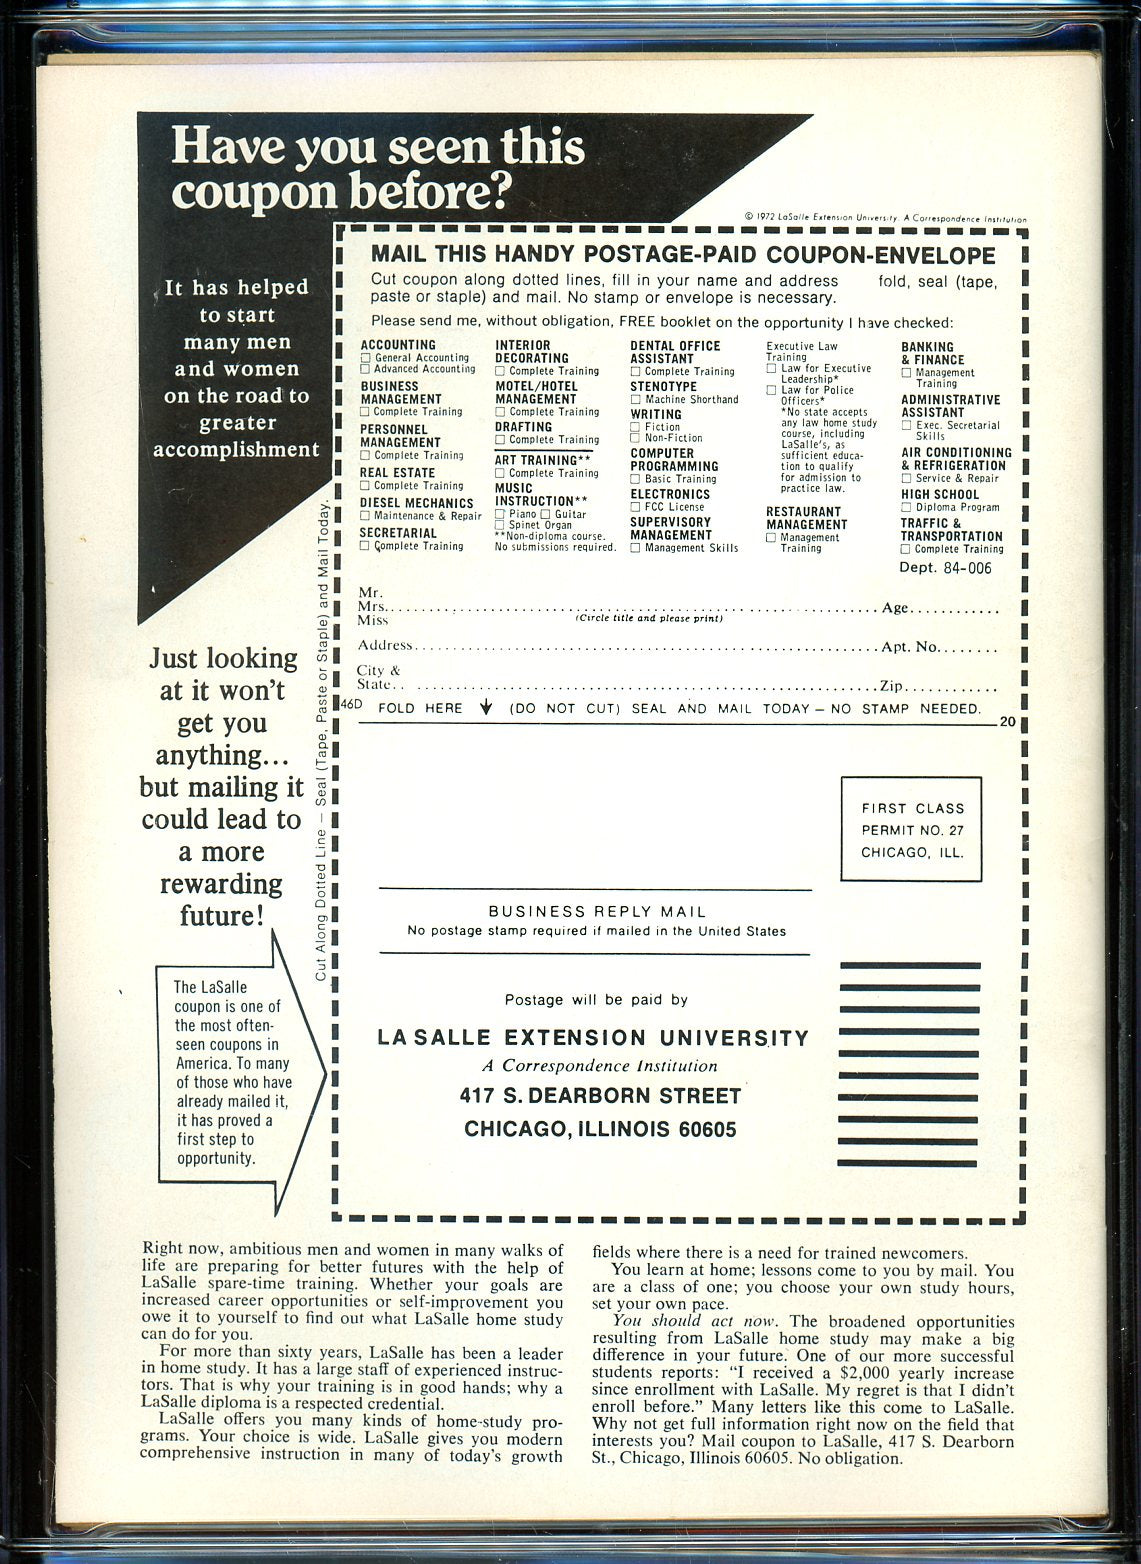 Have you seen this
coupon before?
© 1972 LaSalle Extension University. A Correspondence Institution
It has helped
to start
many men
and women
on the road to
greater
accomplishment
Just looking
at it won't
get you
anything...
but mailing it
could lead to
a more
rewarding
future!
The LaSalle
coupon is one of
the most often-
seen coupons in
America. To many
of those who have
already mailed it,
it has proved a
first step to
opportunity.
Cut Along Dotted Line – Seal (Tape, Paste or Staple) and Mail Today.
MAIL THIS HANDY POSTAGE-PAID COUPON-ENVELOPE
Cut coupon along dotted lines, fill in your name and address fold, seal (tape,
paste or staple) and mail. No stamp or envelope is necessary.
Please send me, without obligation, FREE booklet on the opportunity I have checked:
ACCOUNTING
☐ General Accounting
☐ Advanced Accounting
BUSINESS
MANAGEMENT
☐ Complete Training
PERSONNEL
MANAGEMENT
☐ Complete Training
REAL ESTATE
☐ Complete Training
DIESEL MECHANICS
☐ Maintenance & Repair
SECRETARIAL
☐ Complete Training
INTERIOR
DECORATING
☐ Complete Training
MOTEL/HOTEL
MANAGEMENT
☐ Complete Training
DRAFTING
☐ Complete Training
ART TRAINING**
☐ Complete Training
MUSIC
INSTRUCTION**
☐ Piano ☐ Guitar
☐ Spinet Organ
**Non-diploma course.
No submissions required.
DENTAL OFFICE
ASSISTANT
☐ Complete Training
STENOTYPE
☐ Machine Shorthand
WRITING
☐ Fiction
☐ Non-Fiction
COMPUTER
PROGRAMMING
☐ Basic Training
ELECTRONICS
☐ FCC License
SUPERVISORY
MANAGEMENT
☐ Management Skills
Executive Law
Training
☐ Law for Executive
Leadership*
☐ Law for Police
Officers*
*No state accepts
any law home study
course, including
LaSalle's, as
sufficient educa-
tion to qualify
for admission to
practice law.
RESTAURANT
MANAGEMENT
☐ Management
Training
BANKING
& FINANCE
☐ Management
Training
ADMINISTRATIVE
ASSISTANT
☐ Exec. Secretarial
Skills
AIR CONDITIONING
& REFRIGERATION
☐ Service & Repair
HIGH SCHOOL
☐ Diploma Program
TRAFFIC &
TRANSPORTATION
☐ Complete Training
Dept. 84-006
Mr.
Mrs. Age
Miss (Circle title and please print)
Address Apt. No.
City &
State Zip
46D FOLD HERE ↓ (DO NOT CUT) SEAL AND MAIL TODAY – NO STAMP NEEDED.
20
FIRST CLASS
PERMIT NO. 27
CHICAGO, ILL.
BUSINESS REPLY MAIL
No postage stamp required if mailed in the United States
Postage will be paid by
LA SALLE EXTENSION UNIVERSITY
A Correspondence Institution
417 S. DEARBORN STREET
CHICAGO, ILLINOIS 60605
Right now, ambitious men and women in many walks of
life are preparing for better futures with the help of
LaSalle spare-time training. Whether your goals are
increased career opportunities or self-improvement you
owe it to yourself to find out what LaSalle home study
can do for you.
For more than sixty years, LaSalle has been a leader
in home study. It has a large staff of experienced instruc-
tors. That is why your training is in good hands; why a
LaSalle diploma is a respected credential.
LaSalle offers you many kinds of home-study pro-
grams. Your choice is wide. LaSalle gives you modern
comprehensive instruction in many of today's growth
fields where there is a need for trained newcomers.
You learn at home; lessons come to you by mail. You
are a class of one; you choose your own study hours,
set your own pace.
You should act now. The broadened opportunities
resulting from LaSalle home study may make a big
difference in your future. One of our more successful
students reports: "I received a $2,000 yearly increase
since enrollment with LaSalle. My regret is that I didn't
enroll before." Many letters like this come to LaSalle.
Why not get full information right now on the field that
interests you? Mail coupon to LaSalle, 417 S. Dearborn
St., Chicago, Illinois 60605. No obligation.